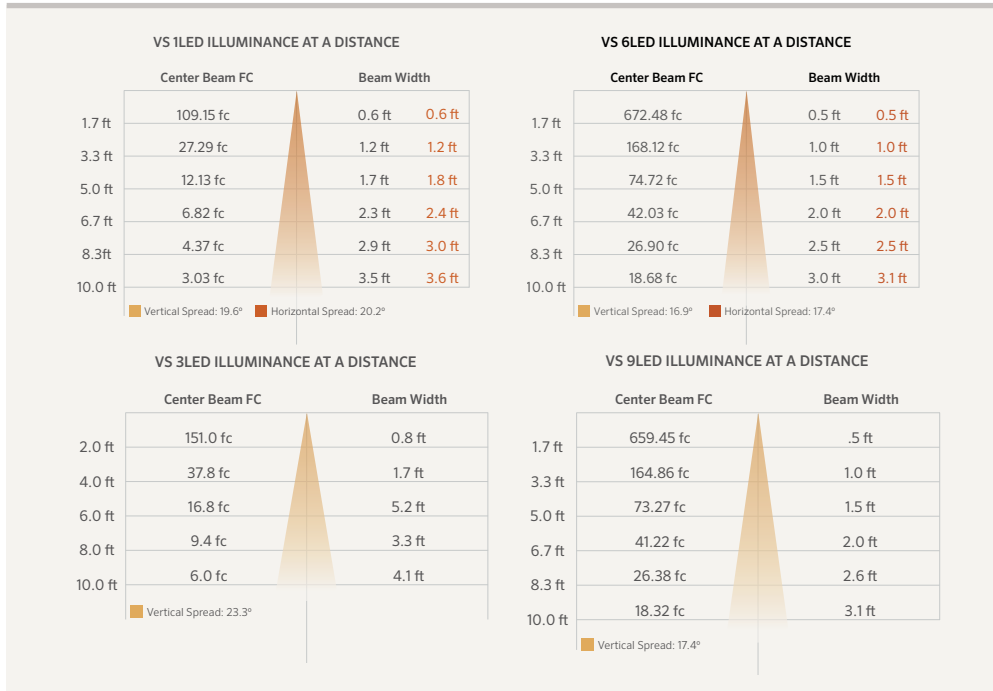 VS 1LED ILLUMINANCE AT A DISTANCE
Center Beam FC Beam Width
1.7 ft 109.15 fc 0.6 ft 0.6 ft
3.3 ft 27.29 fc 1.2 ft 1.2 ft
5.0 ft 12.13 fc 1.7 ft 1.8 ft
6.7 ft 6.82 fc 2.3 ft 2.4 ft
8.3ft 4.37 fc 2.9 ft 3.0 ft
10.0 ft 3.03 fc 3.5 ft 3.6 ft
Vertical Spread: 19.6º Horizontal Spread: 20.2º
VS 6LED ILLUMINANCE AT A DISTANCE
Center Beam FC Beam Width
1.7 ft 672.48 fc 0.5 ft 0.5 ft
3.3 ft 168.12 fc 1.0 ft 1.0 ft
5.0 ft 74.72 fc 1.5 ft 1.5 ft
6.7 ft 42.03 fc 2.0 ft 2.0 ft
8.3 ft 26.90 fc 2.5 ft 2.5 ft
10.0 ft 18.68 fc 3.0 ft 3.1 ft
Vertical Spread: 16.9º Horizontal Spread: 17.4º
VS 3LED ILLUMINANCE AT A DISTANCE
Center Beam FC Beam Width
2.0 ft 151.0 fc 0.8 ft
4.0 ft 37.8 fc 1.7 ft
6.0 ft 16.8 fc 5.2 ft
8.0 ft 9.4 fc 3.3 ft
10.0 ft 6.0 fc 4.1 ft
Vertical Spread: 23.3º
VS 9LED ILLUMINANCE AT A DISTANCE
Center Beam FC Beam Width
1.7 ft 659.45 fc .5 ft
3.3 ft 164.86 fc 1.0 ft
5.0 ft 73.27 fc 1.5 ft
6.7 ft 41.22 fc 2.0 ft
8.3 ft 26.38 fc 2.6 ft
10.0 ft 18.32 fc 3.1 ft
Vertical Spread: 17.4º